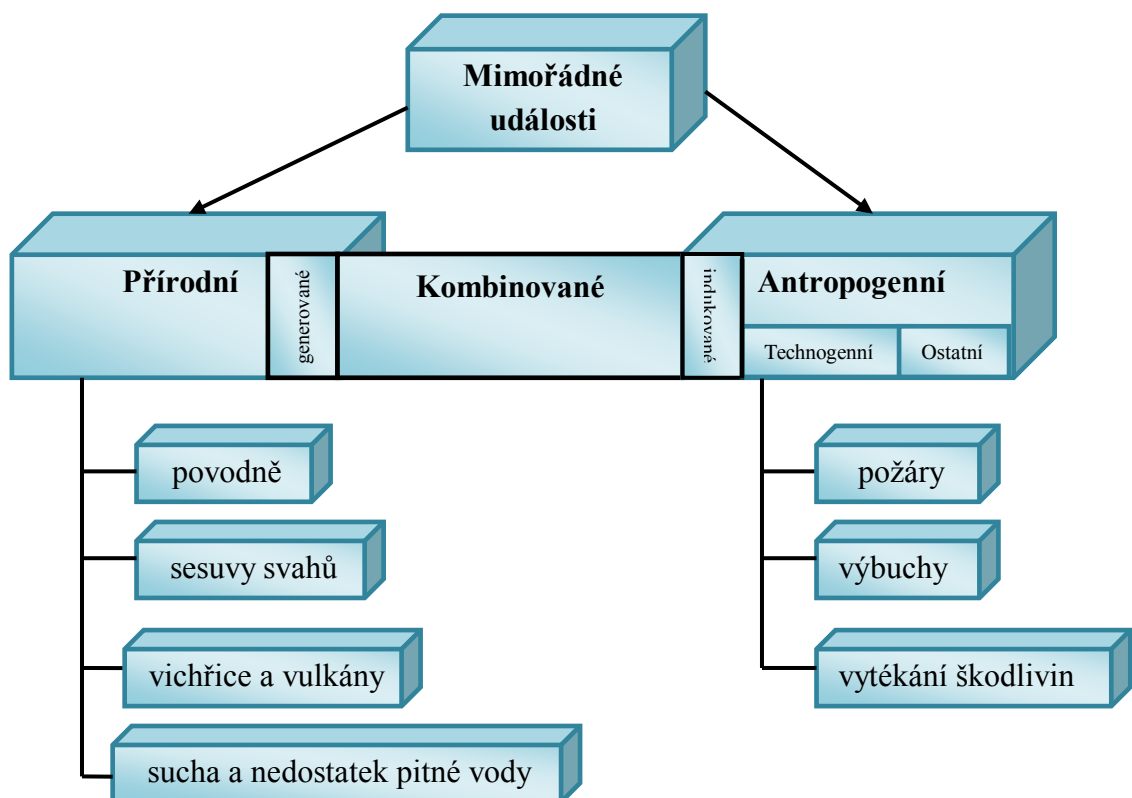 Mimořádné
události
Přírodní
generované
Kombinované
indukované
Antropogenní
Technogenní
Ostatní
povodně
požáry
sesuvy svahů
výbuchy
vichřice a vulkány
vytékání škodlivin
sucha a nedostatek pitné vody